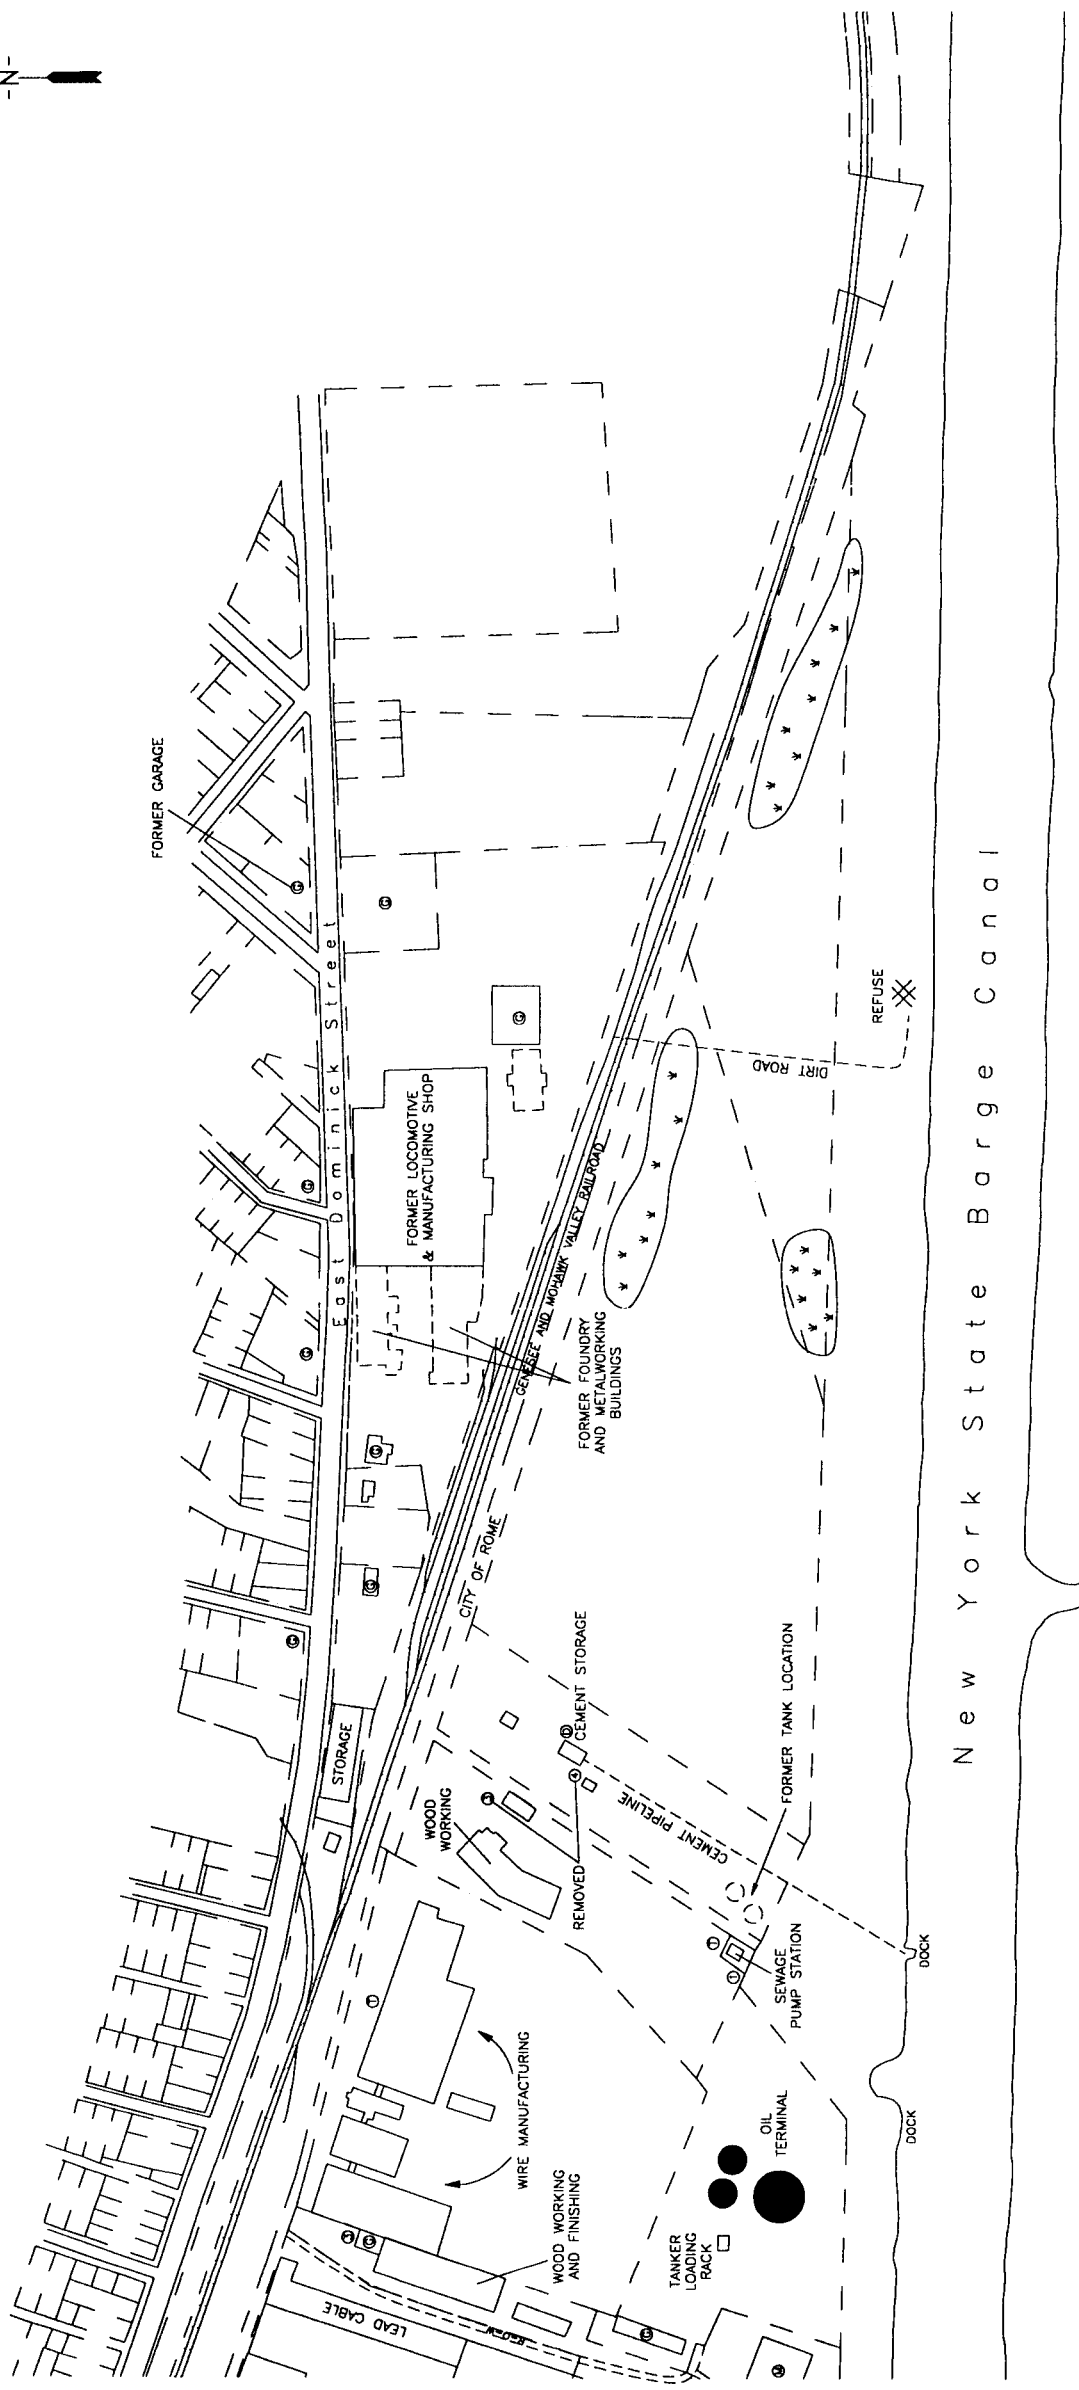 N
FORMER GARAGE
G
G
G
East Dominick Street
FORMER LOCOMOTIVE
& MANUFACTURING SHOP
G
G
G
G
G
GENESEE AND MOHAWK VALLEY RAILROAD
FORMER FOUNDRY
AND METALWORKING
BUILDINGS
CITY OF ROME
REFUSE
DIRT ROAD
STORAGE
WOOD
WORKING
D
CEMENT STORAGE
4
REMOVED
CEMENT PIPELINE
FORMER TANK LOCATION
SEWAGE
PUMP STATION
DOCK
DOCK
T
WIRE MANUFACTURING
WOOD WORKING
AND FINISHING
G
LEAD CABLE
OIL
TERMINAL
TANKER
LOADING
RACK
G
M
New York State Barge Canal